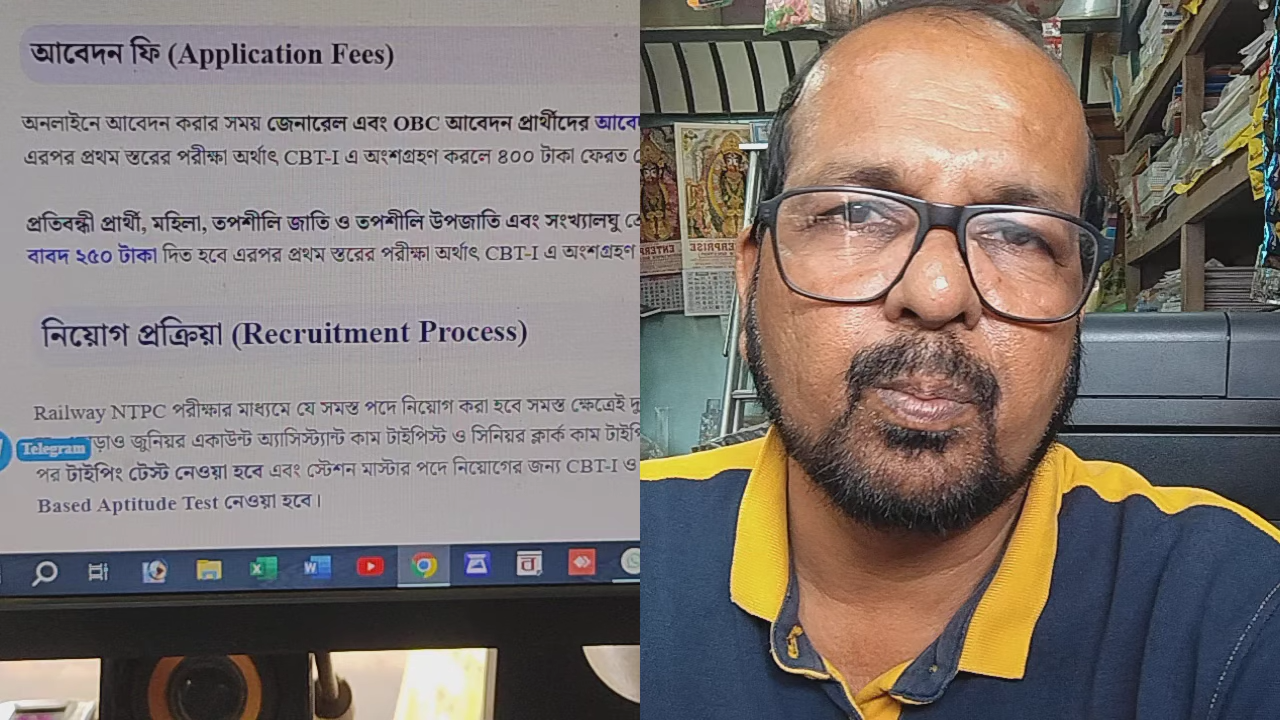 আবেদন ফি (Application Fees)
অনলাইনে আবেদন করার সময় জেনারেল এবং OBC আবেদন প্রার্থীদের
এরপর প্রথম স্তরের পরীক্ষা অর্থাৎ CBT-I এ অংশগ্রহণ করলে ৪০০ টাকা ফেরত
প্রতিবন্ধী প্রার্থী, মহিলা, তপশীলি জাতি ও তপশীলি উপজাতি এবং সংখ্যালঘু
বাবদ ২৫০ টাকা দিত হবে এরপর প্রথম স্তরের পরীক্ষা অর্থাৎ CBT-I এ অংশগ্রহণ
নিয়োগ প্রক্রিয়া (Recruitment Process)
Railway NTPC পরীক্ষার মাধ্যমে যে সমস্ত পদে নিয়োগ করা হবে সমস্ত ক্ষেত্রেই
Telegram ড়াও জুনিয়র একাউন্ট অ্যাসিস্ট্যান্ট কাম টাইপিস্ট ও সিনিয়র ক্লার্ক কাম
পর টাইপিং টেস্ট নেওয়া হবে এবং স্টেশন মাস্টার পদে নিয়োগের জন্য CBT-I ও
Based Aptitude Test নেওয়া হবে।